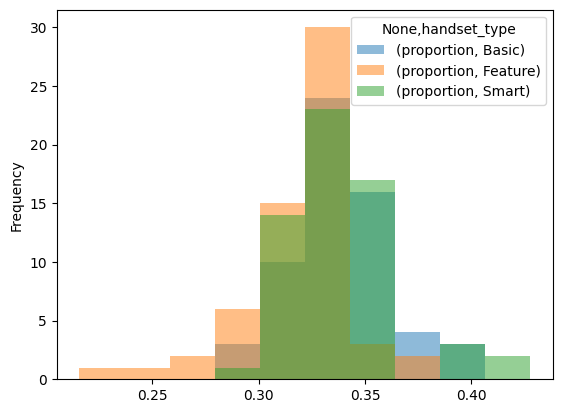 None,handset_type
(proportion, Basic)
(proportion, Feature)
(proportion, Smart)
Frequency
30
25
20
15
10
5
0
0.25 0.30 0.35 0.40